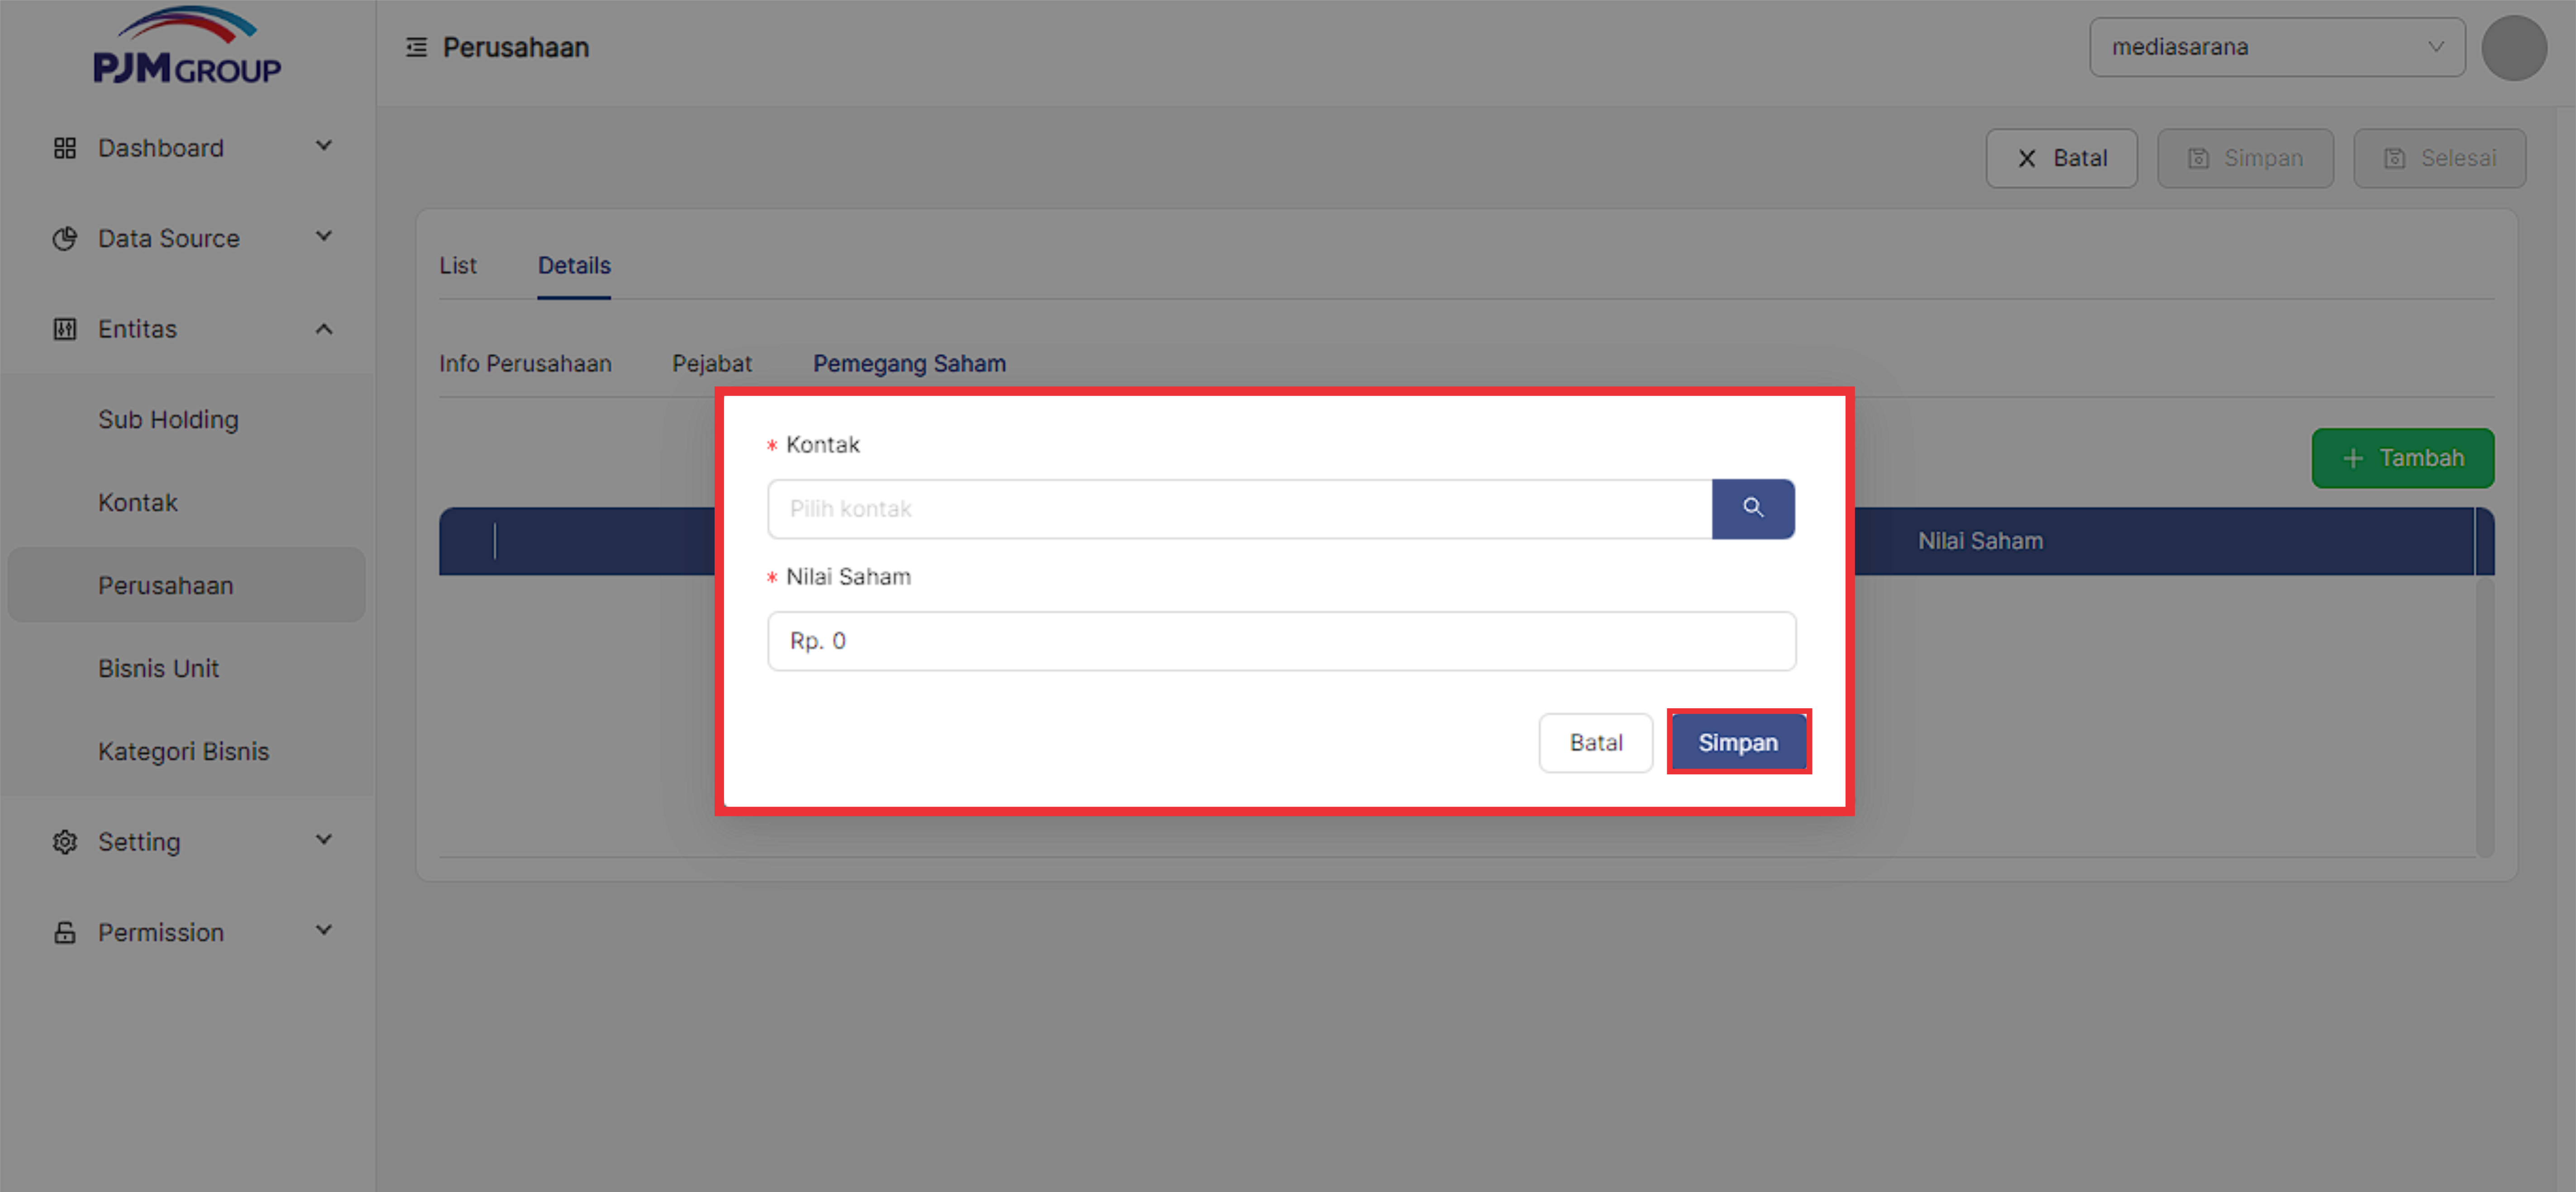 PJM GROUP
Perusahaan
mediasarana
Dashboard
Data Source
Entitas
Sub Holding
Kontak
Perusahaan
Bisnis Unit
Kategori Bisnis
Setting
Permission
Batal
Simpan
Selesai
List
Details
Info Perusahaan
Pejabat
Pemegang Saham
+ Tambah
Nilai Saham
* Kontak
Pilih kontak
* Nilai Saham
Rp. 0
Batal
Simpan